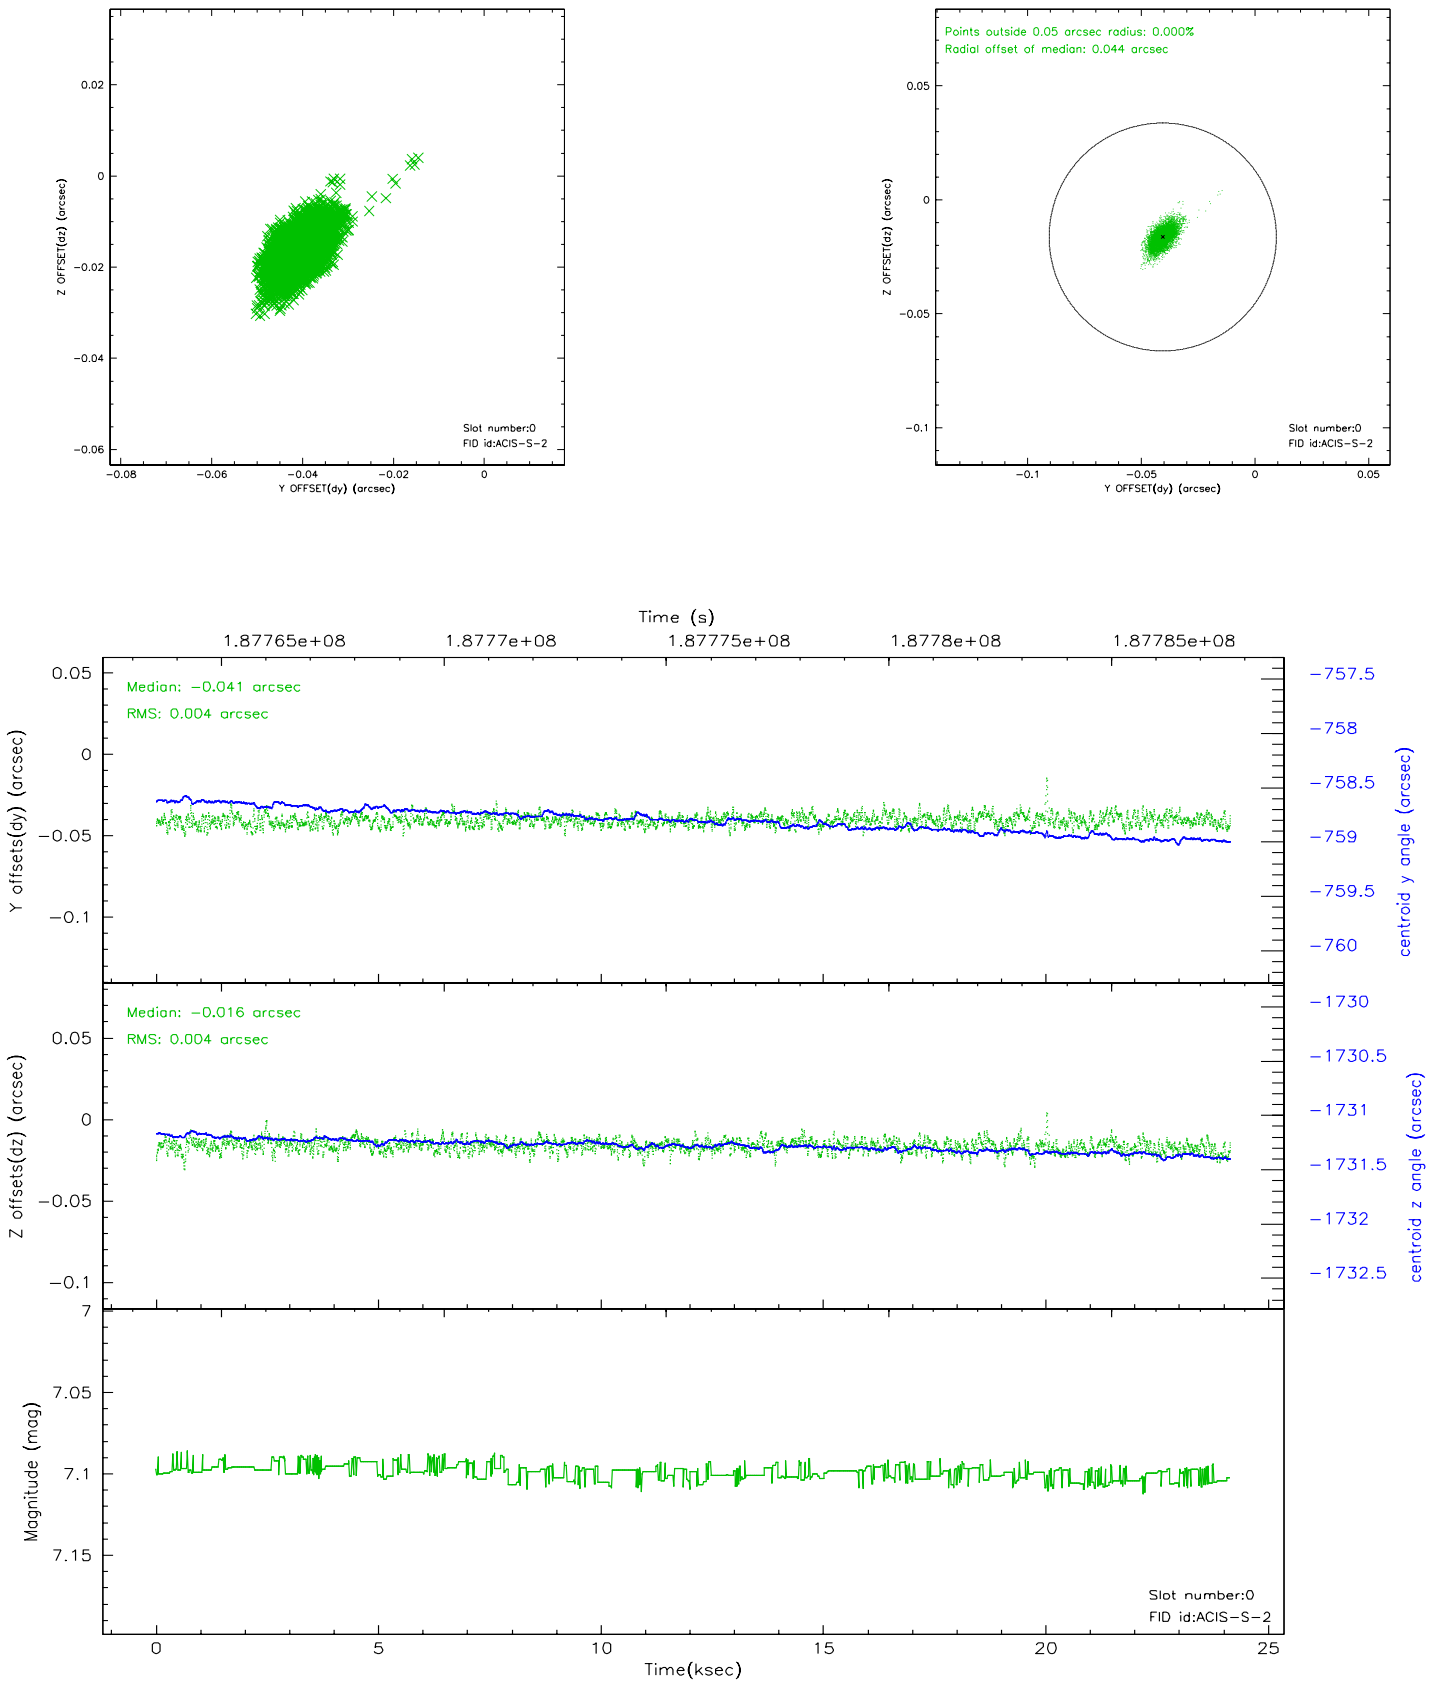 0.02
0
−0.02
−0.04
−0.06
Z OFFSET(dz) (arcsec)
Slot number:0
FID id:ACIS−S−2
−0.08 −0.06 −0.04 −0.02 0
Y OFFSET(dy) (arcsec)
Points outside 0.05 arcsec radius: 0.000%
Radial offset of median: 0.044 arcsec
0.05
0
−0.05
−0.1
Z OFFSET(dz) (arcsec)
Slot number:0
FID id:ACIS−S−2
−0.1 −0.05 0 0.05
Y OFFSET(dy) (arcsec)
Time (s)
1.87765e+08 1.8777e+08 1.87775e+08 1.8778e+08 1.87785e+08
Median: −0.041 arcsec
RMS: 0.004 arcsec
0.05
0
−0.05
−0.1
Y offsets(dy) (arcsec)
−757.5
−758
−758.5
−759
−759.5
−760
centroid y angle (arcsec)
Median: −0.016 arcsec
RMS: 0.004 arcsec
0.05
0
−0.05
−0.1
Z offsets(dz) (arcsec)
−1730
−1730.5
−1731
−1731.5
−1732
−1732.5
centroid z angle (arcsec)
7
7.05
7.1
7.15
Magnitude (mag)
Slot number:0
FID id:ACIS−S−2
0 5 10 15 20 25
Time(ksec)